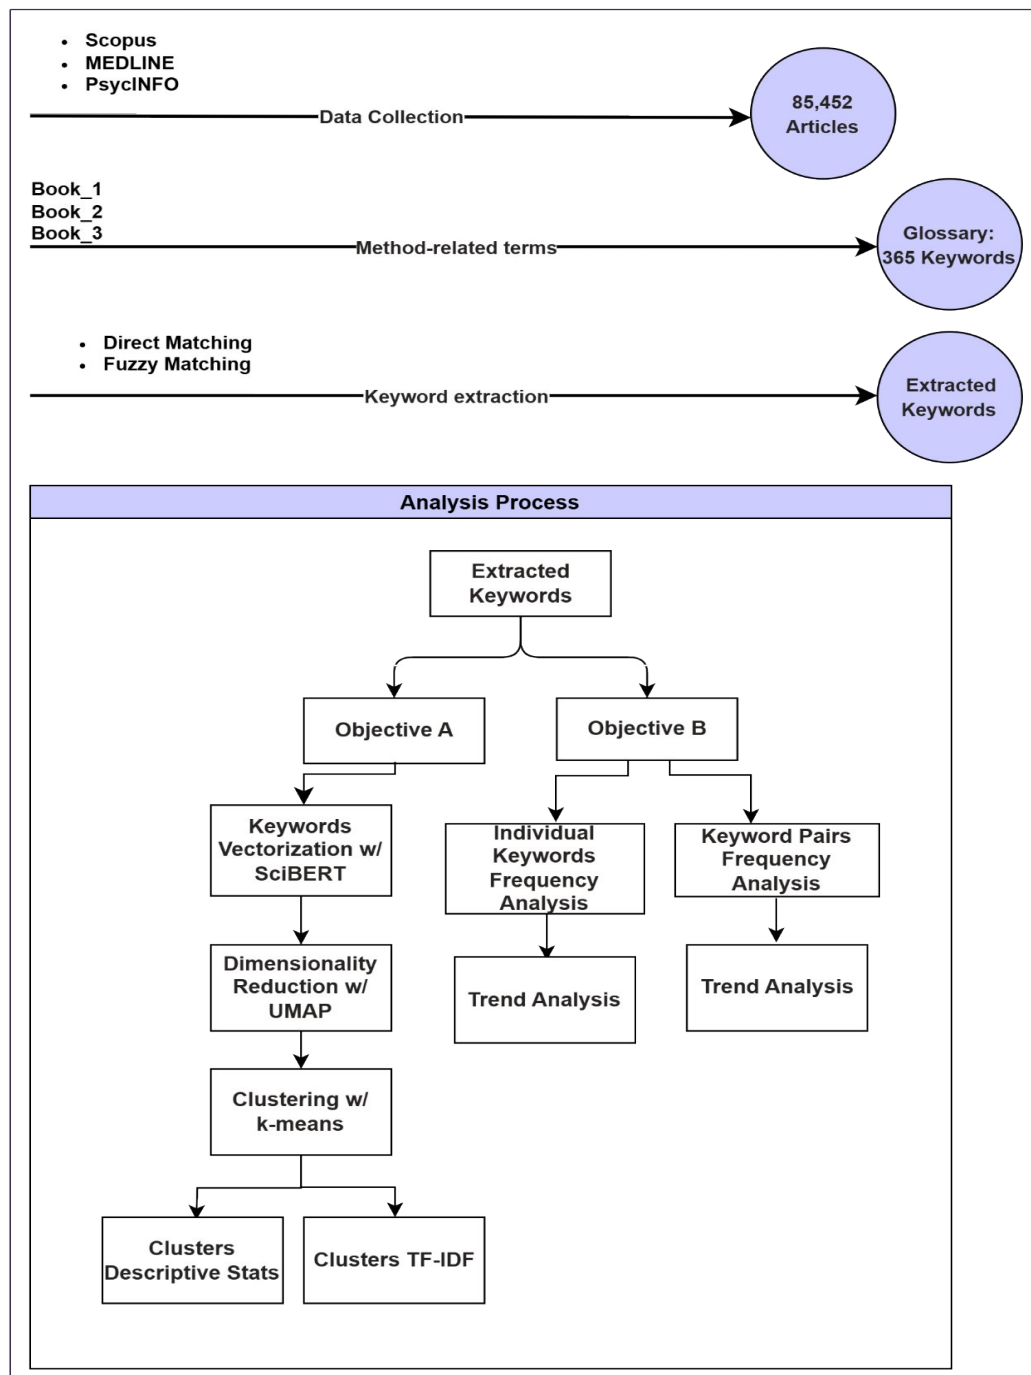 Scopus
MEDLINE
PsycINFO
Data Collection
85,452
Articles
Book_1
Book_2
Book_3
Method-related terms
Glossary:
365 Keywords
Direct Matching
Fuzzy Matching
Keyword extraction
Extracted
Keywords
Analysis Process
Extracted
Keywords
Objective A
Objective B
Keywords
Vectorization w/
SciBERT
Individual
Keywords
Frequency
Analysis
Keyword Pairs
Frequency
Analysis
Dimensionality
Reduction w/
UMAP
Trend Analysis
Trend Analysis
Clustering w/
k-means
Clusters
Descriptive Stats
Clusters TF-IDF